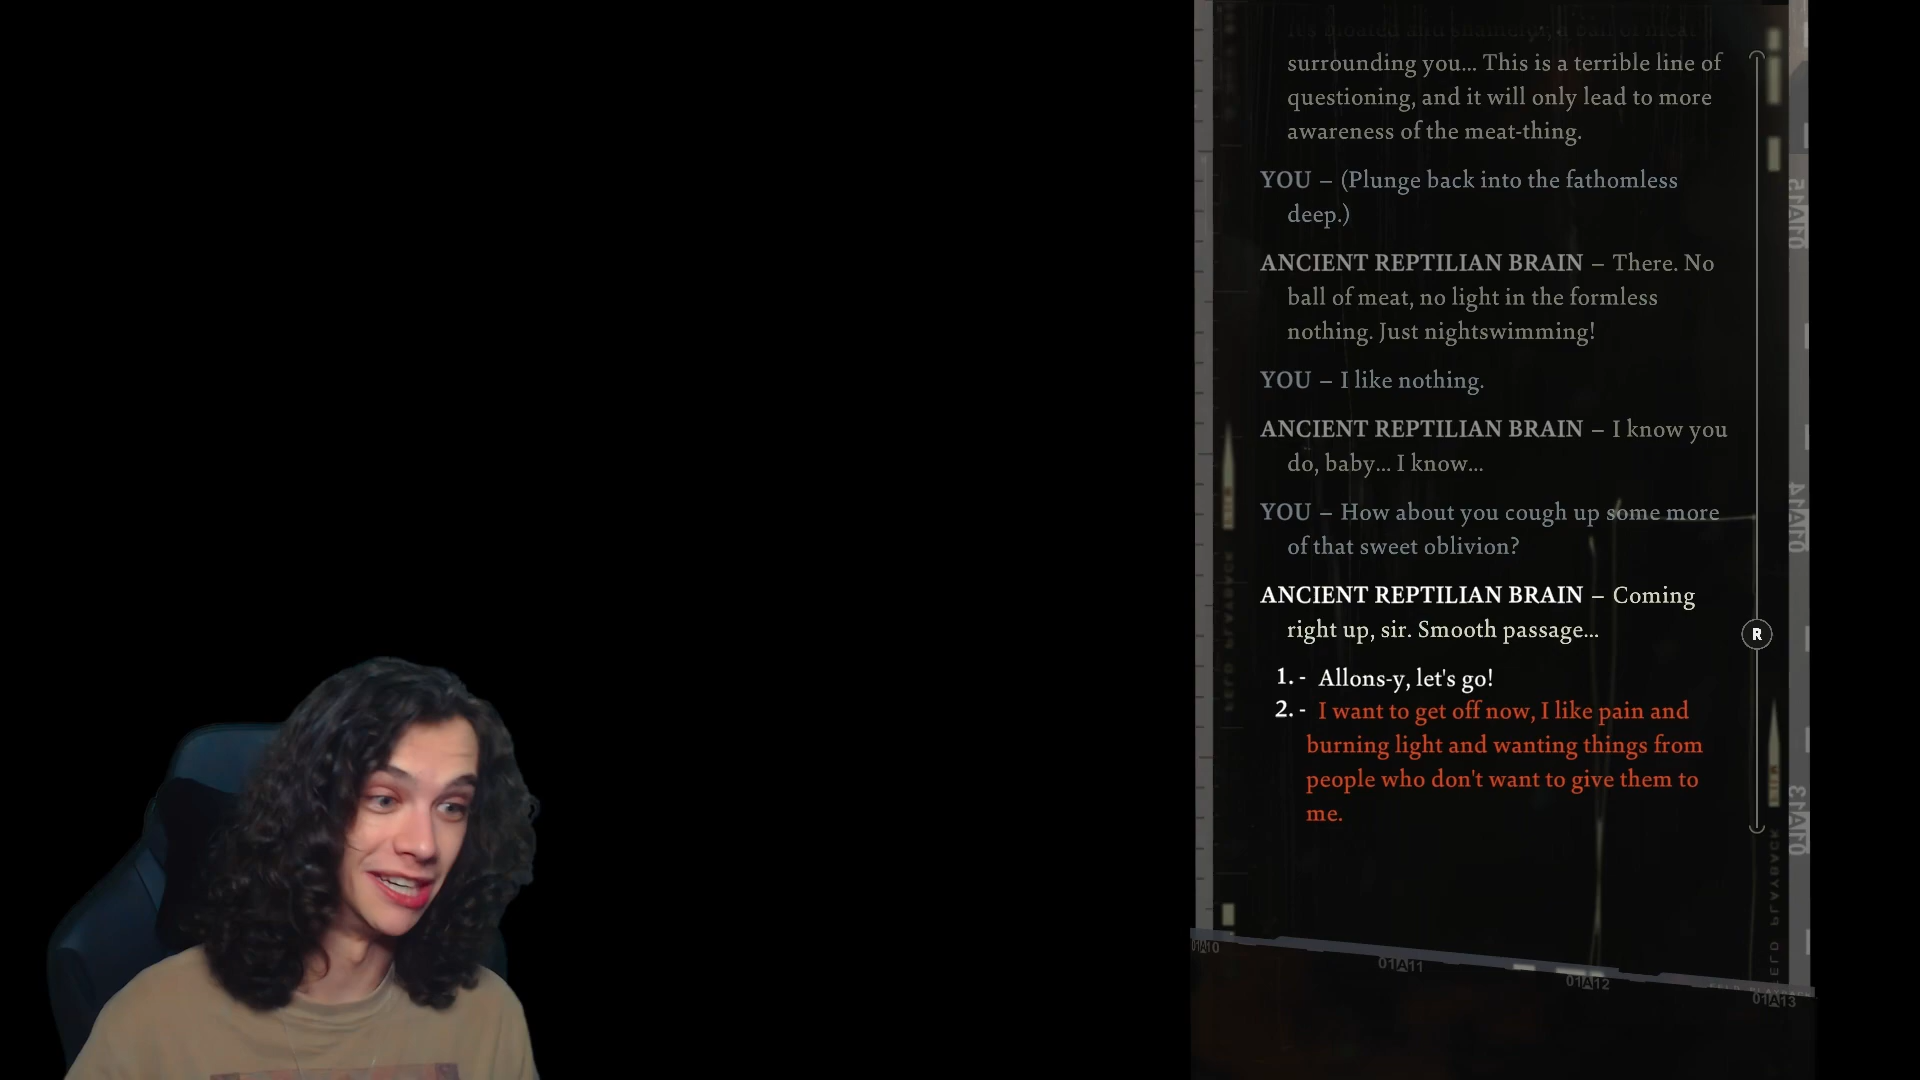 surrounding you... This is a terrible line of
questioning, and it will only lead to more
awareness of the meat-thing.
YOU – (Plunge back into the fathomless
deep.)
ANCIENT REPTILIAN BRAIN – There. No
ball of meat, no light in the formless
nothing. Just nightswimming!
YOU – I like nothing.
ANCIENT REPTILIAN BRAIN – I know you
do, baby... I know...
YOU – How about you cough up some more
of that sweet oblivion?
ANCIENT REPTILIAN BRAIN – Coming
right up, sir. Smooth passage...
R
1. - Allons-y, let's go!
2. - I want to get off now, I like pain and
burning light and wanting things from
people who don't want to give them to
me.
01A11
01A12
01A13